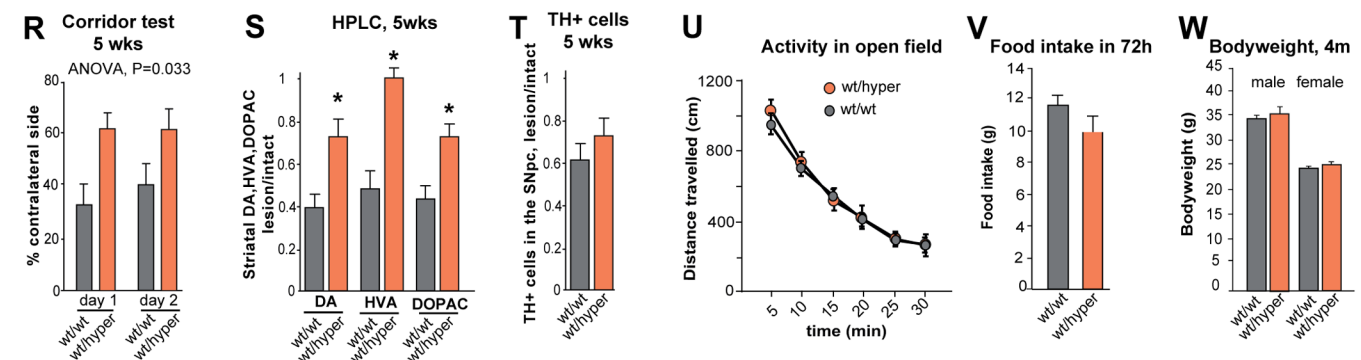 R
Corridor test
5 wks
ANOVA, P=0.033
% contralateral side
80
60
40
20
0
day 1
day 2
wt/wt
wt/hyper
wt/wt
wt/hyper
S
HPLC, 5wks
Striatal DA,HVA,DOPAC
lesion/intact
1
0.8
0.6
0.4
0.2
0
*
*
*
DA
HVA
DOPAC
wt/wt
wt/hyper
wt/wt
wt/hyper
wt/wt
wt/hyper
T
TH+ cells
5 wks
TH+ cells in the SNpc, lesion/intact
1
0.8
0.6
0.4
0.2
0
wt/wt
wt/hyper
U
Activity in open field
wt/hyper
wt/wt
Distance travelled (cm)
1200
800
400
0
5
10
15
20
25
30
time (min)
V
Food intake in 72h
Food intake (g)
14
12
10
8
6
4
2
0
wt/wt
wt/hyper
W
Bodyweight, 4m
male
female
Bodyweight (g)
45
40
35
30
25
20
15
10
5
0
wt/wt
wt/hyper
wt/wt
wt/hyper